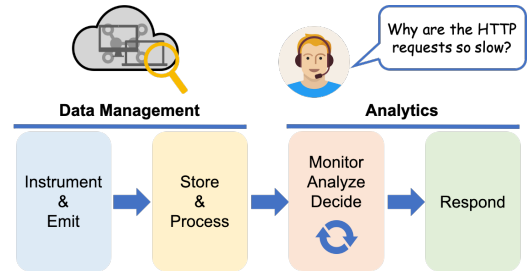 Why are the HTTP
requests so slow?
Data Management
Analytics
Instrument
&
Emit
Store
&
Process
Monitor
Analyze
Decide
Respond